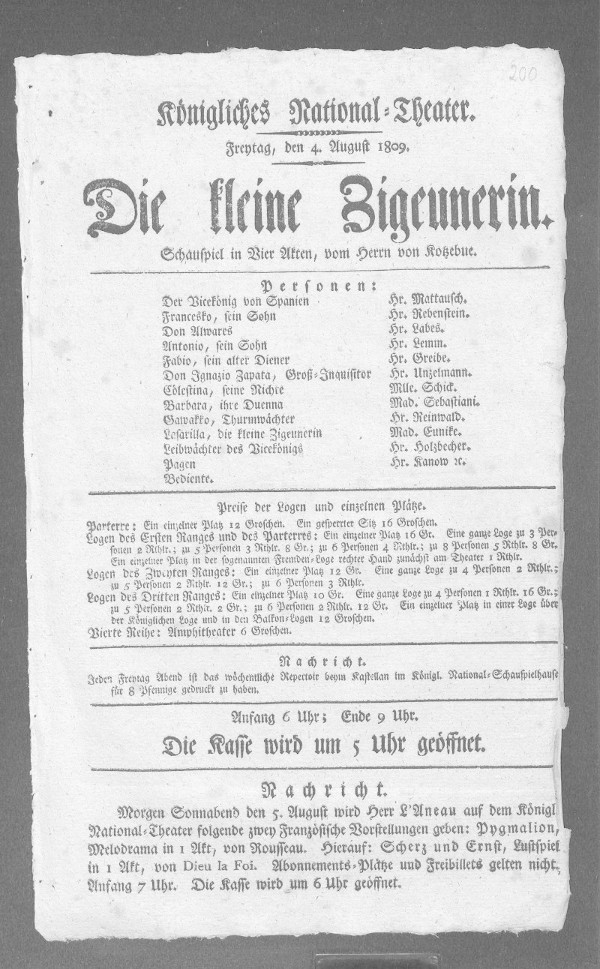 200
Königliches National-Theater.
Freytag, den 4. August 1809.
Die kleine Zigeunerin.
Schauspiel in Vier Akten, vom Herrn von Kotzebue.
Personen:
Der Vicekönig von Spanien Hr. Mattausch.
Francesko, sein Sohn Hr. Rebenstein.
Don Alwares Hr. Labes.
Antonio, sein Sohn Hr. Lemm.
Fabio, sein alter Diener Hr. Greibe.
Don Ignazio Zapata, Groß-Inquisitor Hr. Unzelmann.
Cölestina, seine Nichte Mlle. Schick.
Barbara, ihre Duenna Mad. Sebastiani.
Gawakko, Thurmwächter Hr. Reinwald.
Lasarilla, die kleine Zigeunerin Mad. Eunike.
Leibwächter des Vicekönigs Hr. Holzbecher.
Pagen Hr. Kanow ꝛc.
Bediente.
Preise der Logen und einzelnen Plätze.
Parterre: Ein einzelner Platz 12 Groschen. Ein gesperrter Sitz 16 Groschen.
Logen des Ersten Ranges und des Parterres: Ein einzelner Platz 16 Gr. Eine ganze Loge zu 3 Per-
sonen 2 Rthlr.; zu 5 Personen 3 Rthlr. 8 Gr.; zu 6 Personen 4 Rthlr.; zu 8 Personen 5 Rthlr. 8 Gr.
Ein einzelner Platz in der sogenannten Fremden-Loge rechter Hand zunächst am Theater 1 Rthlr.
Logen des Zweyten Ranges: Ein einzelner Platz 12 Gr. Eine ganze Loge zu 4 Personen 2 Rthlr.;
zu 5 Personen 2 Rthlr. 12 Gr.; zu 6 Personen 3 Rthlr.
Logen des Dritten Ranges: Ein einzelner Platz 10 Gr. Eine ganze Loge zu 4 Personen 1 Rthlr. 16 Gr.;
zu 5 Personen 2 Rthlr. 2 Gr.; zu 6 Personen 2 Rthlr. 12 Gr. Ein einzelner Platz in einer Loge über
der Königlichen Loge und in den Balkon-Logen 12 Groschen.
Vierte Reihe: Amphitheater 6 Groschen.
Nachricht.
Jeden Freytag Abend ist das wöchentliche Repertoir beym Kastellan im Königl. National-Schauspielhause
für 8 Pfennige gedruckt zu haben.
Anfang 6 Uhr; Ende 9 Uhr.
Die Kasse wird um 5 Uhr geöffnet.
Nachricht.
Morgen Sonnabend den 5. August wird Herr L'Aneau auf dem Königl
National-Theater folgende zwey Französische Vorstellungen geben: Pygmalion,
Melodrama in 1 Akt, von Rousseau. Hierauf: Scherz und Ernst, Lustspiel
in 1 Akt, von Dieu la Foi. Abonnements-Plätze und Freibillets gelten nicht.
Anfang 7 Uhr. Die Kasse wird um 6 Uhr geöffnet.